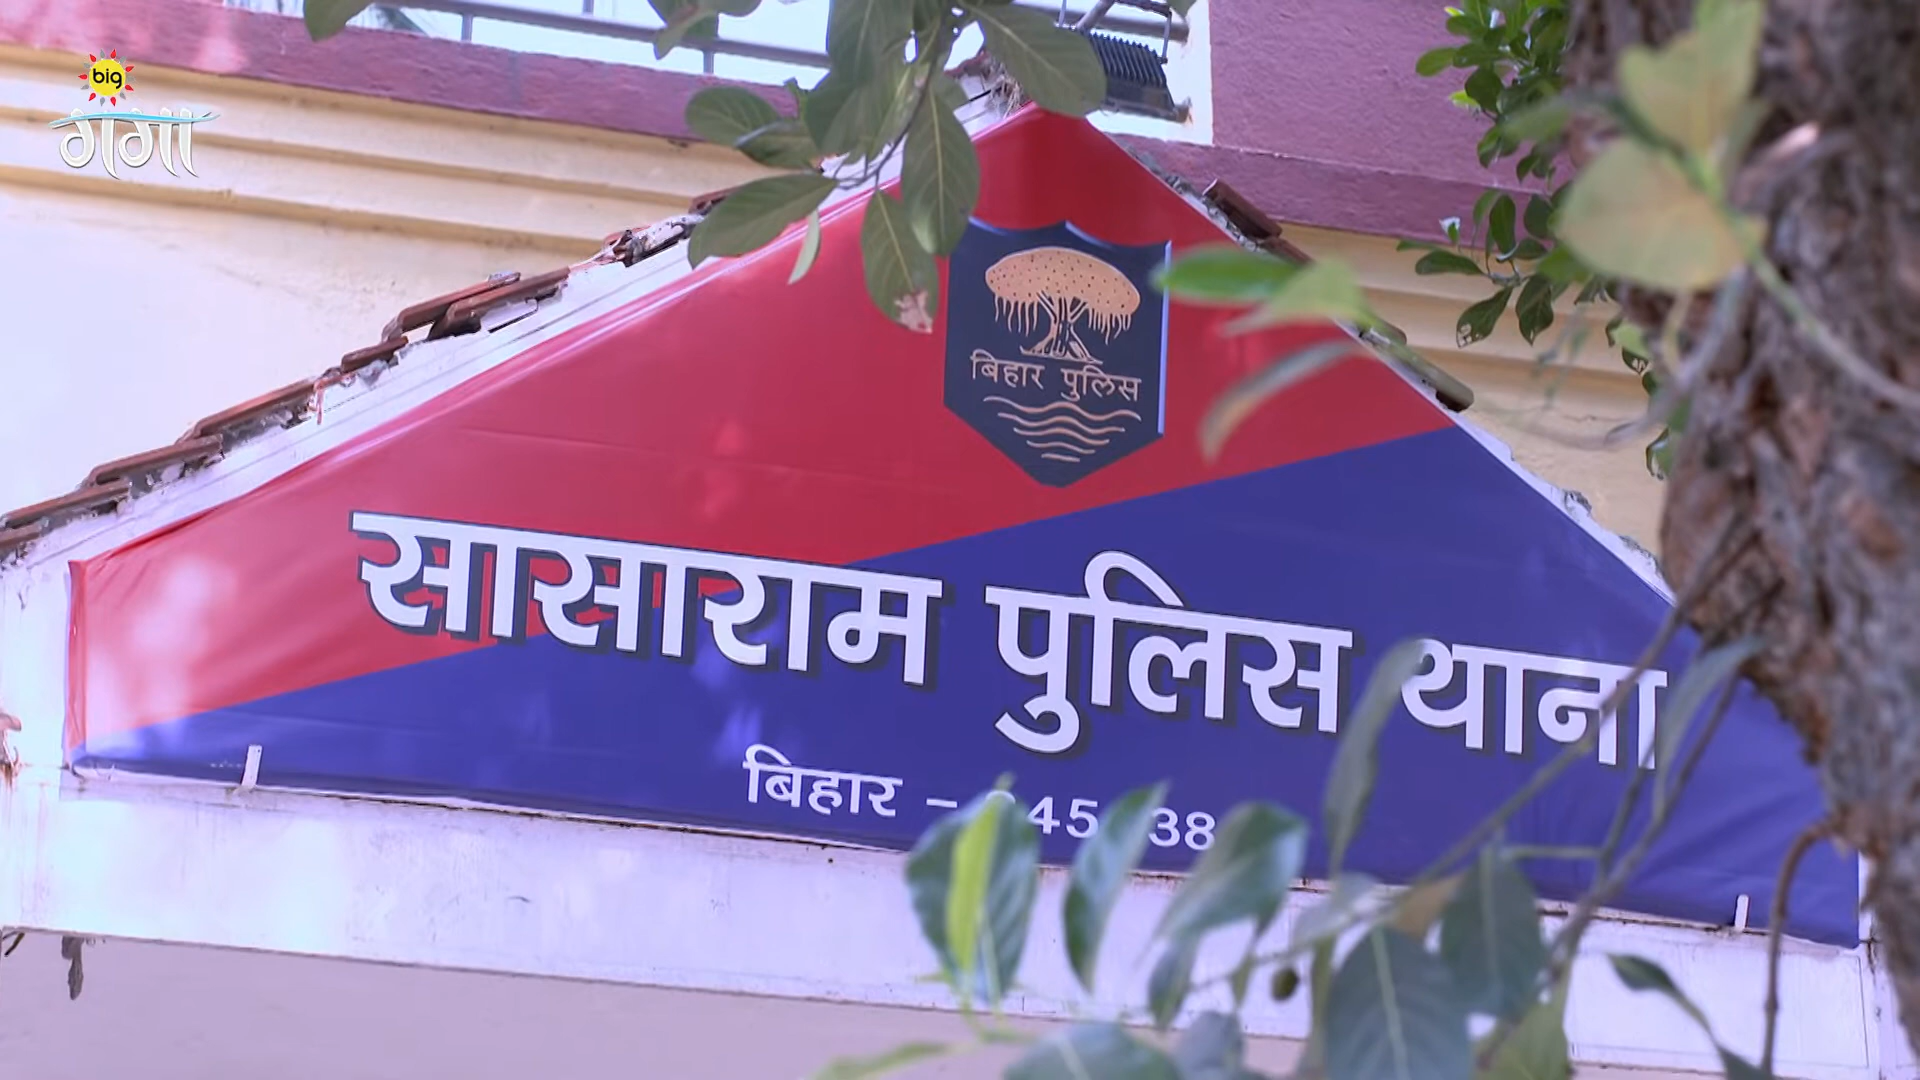 big
गंगा
बिहार पुलिस
सासाराम पुलिस थाना
बिहार -